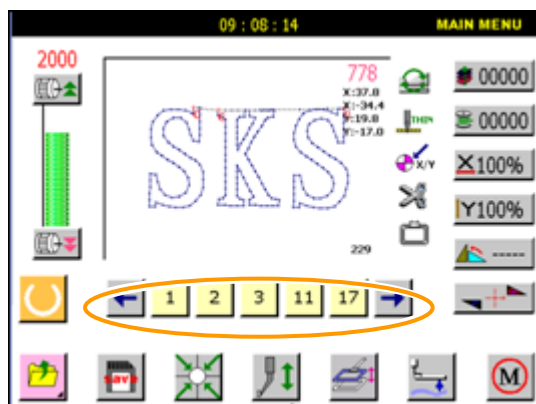 09 : 08 : 14 MAIN MENU
2000
778
X:37.0
X:-34.4
Y:19.8
Y:-17.0
SKS
229
THIN
X/Y
00000
00000
X100%
Y100%
-----
1 2 3 11 17
save
M